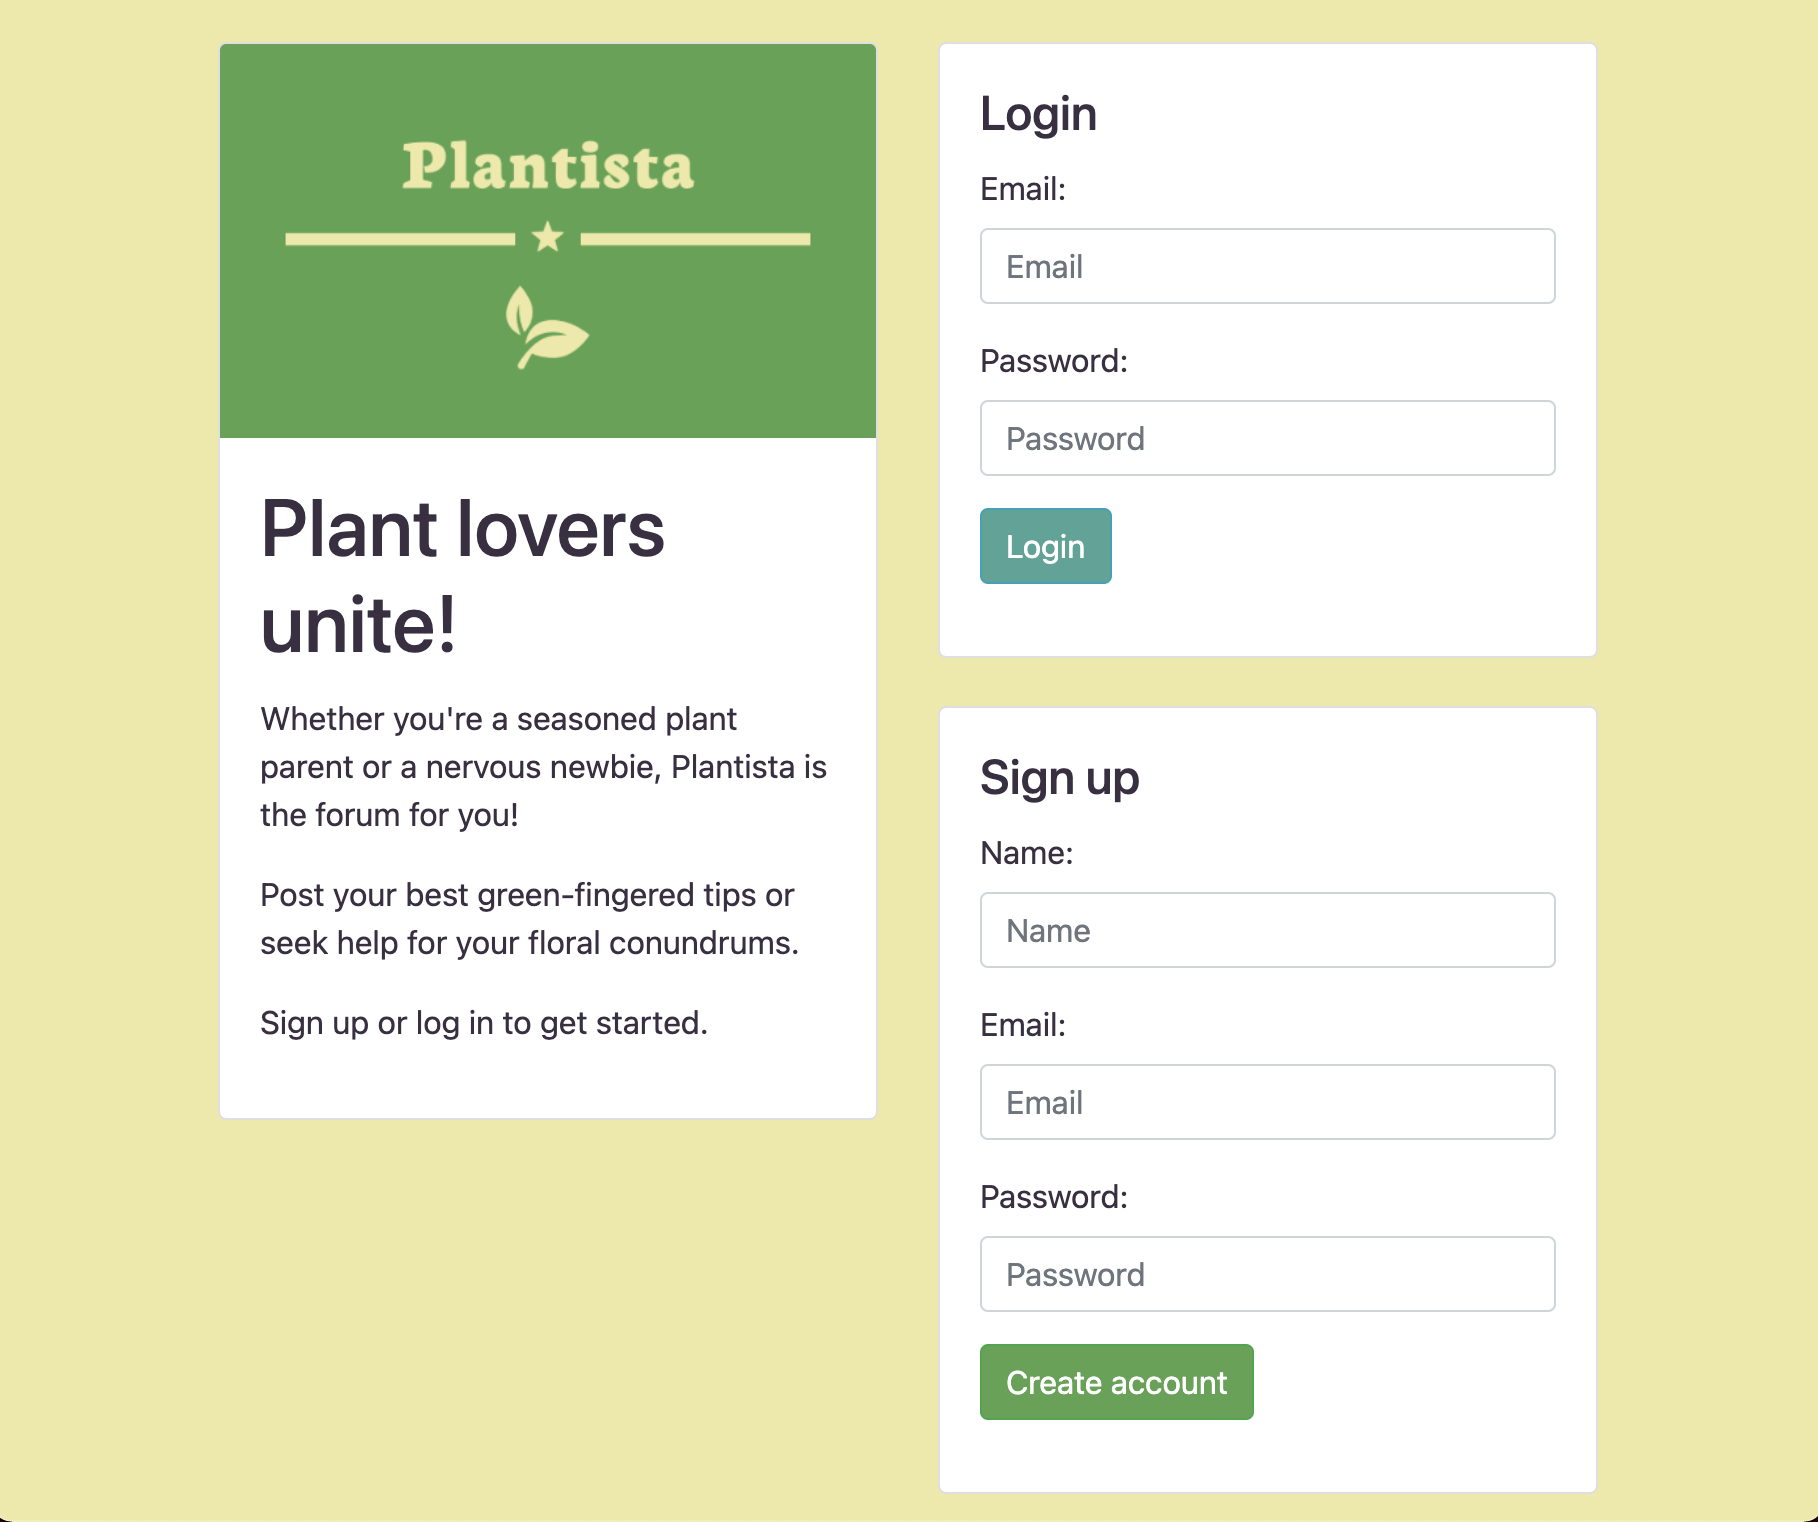 Plantista
Plant lovers
unite!
Whether you're a seasoned plant
parent or a nervous newbie, Plantista is
the forum for you!
Post your best green-fingered tips or
seek help for your floral conundrums.
Sign up or log in to get started.
Login
Email:
Email
Password:
Password
Login
Sign up
Name:
Name
Email:
Email
Password:
Password
Create account